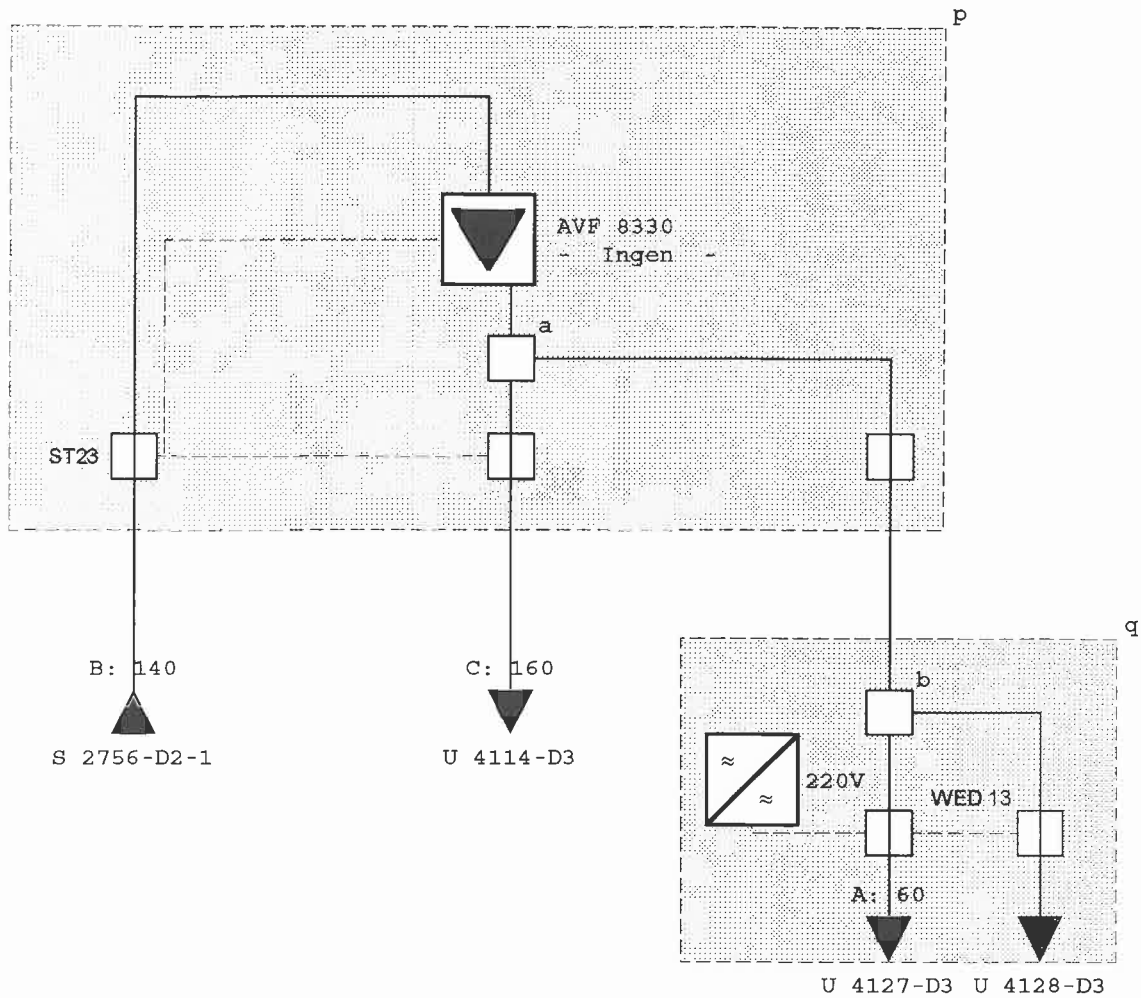 p
AVF 8330
- Ingen -
a
ST23
q
B: 140
C: 160
b
S 2756-D2-1
U 4114-D3
≈
≈
220V
WED 13
A: 60
U 4127-D3
U 4128-D3